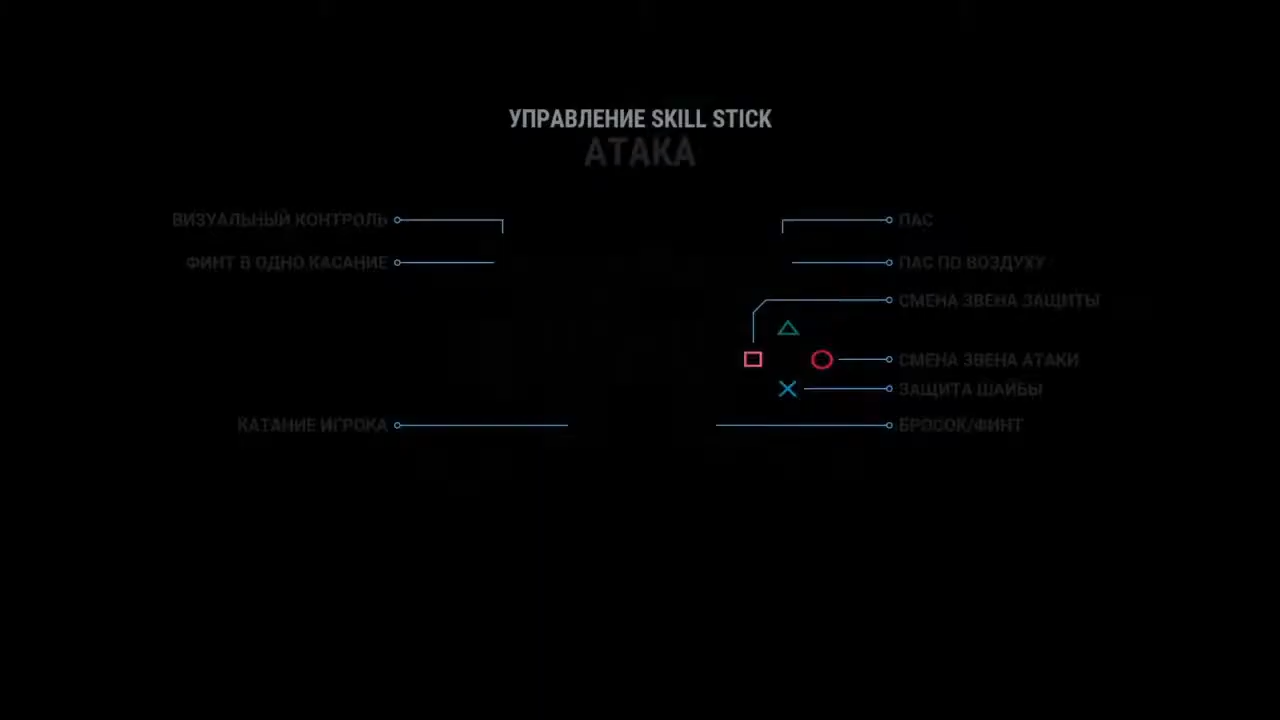 УПРАВЛЕНИЕ SKILL STICK
АТАКА
ВИЗУАЛЬНЫЙ КОНТРОЛЬ
ПАС
ФИНТ В ОДНО КАСАНИЕ
ПАС ПО ВОЗДУХУ
СМЕНА ЗВЕНА ЗАЩИТЫ
СМЕНА ЗВЕНА АТАКИ
ЗАЩИТА ШАЙБЫ
КАТАНИЕ ИГРОКА
БРОСОК/ФИНТ